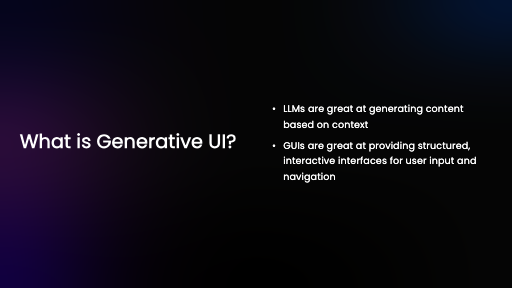 What is Generative UI?
• LLMs are great at generating content
based on context
• GUIs are great at providing structured,
interactive interfaces for user input and
navigation